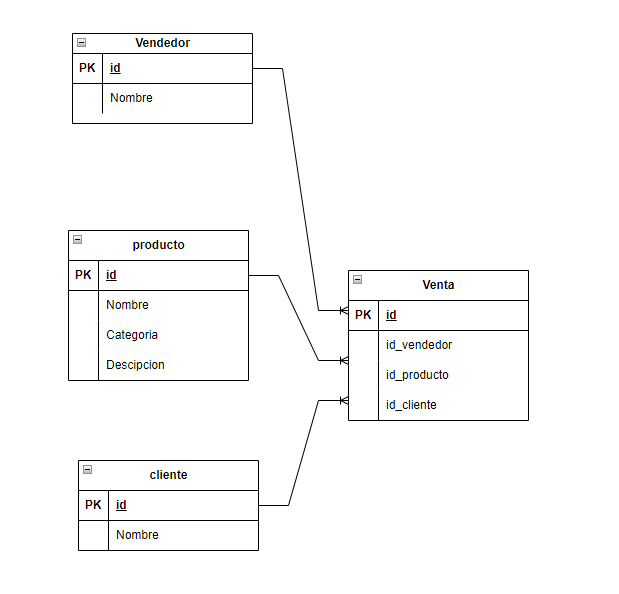 Vendedor
PK id
Nombre
producto
PK id
Nombre
Categoria
Descipcion
Venta
PK id
id_vendedor
id_producto
id_cliente
cliente
PK id
Nombre